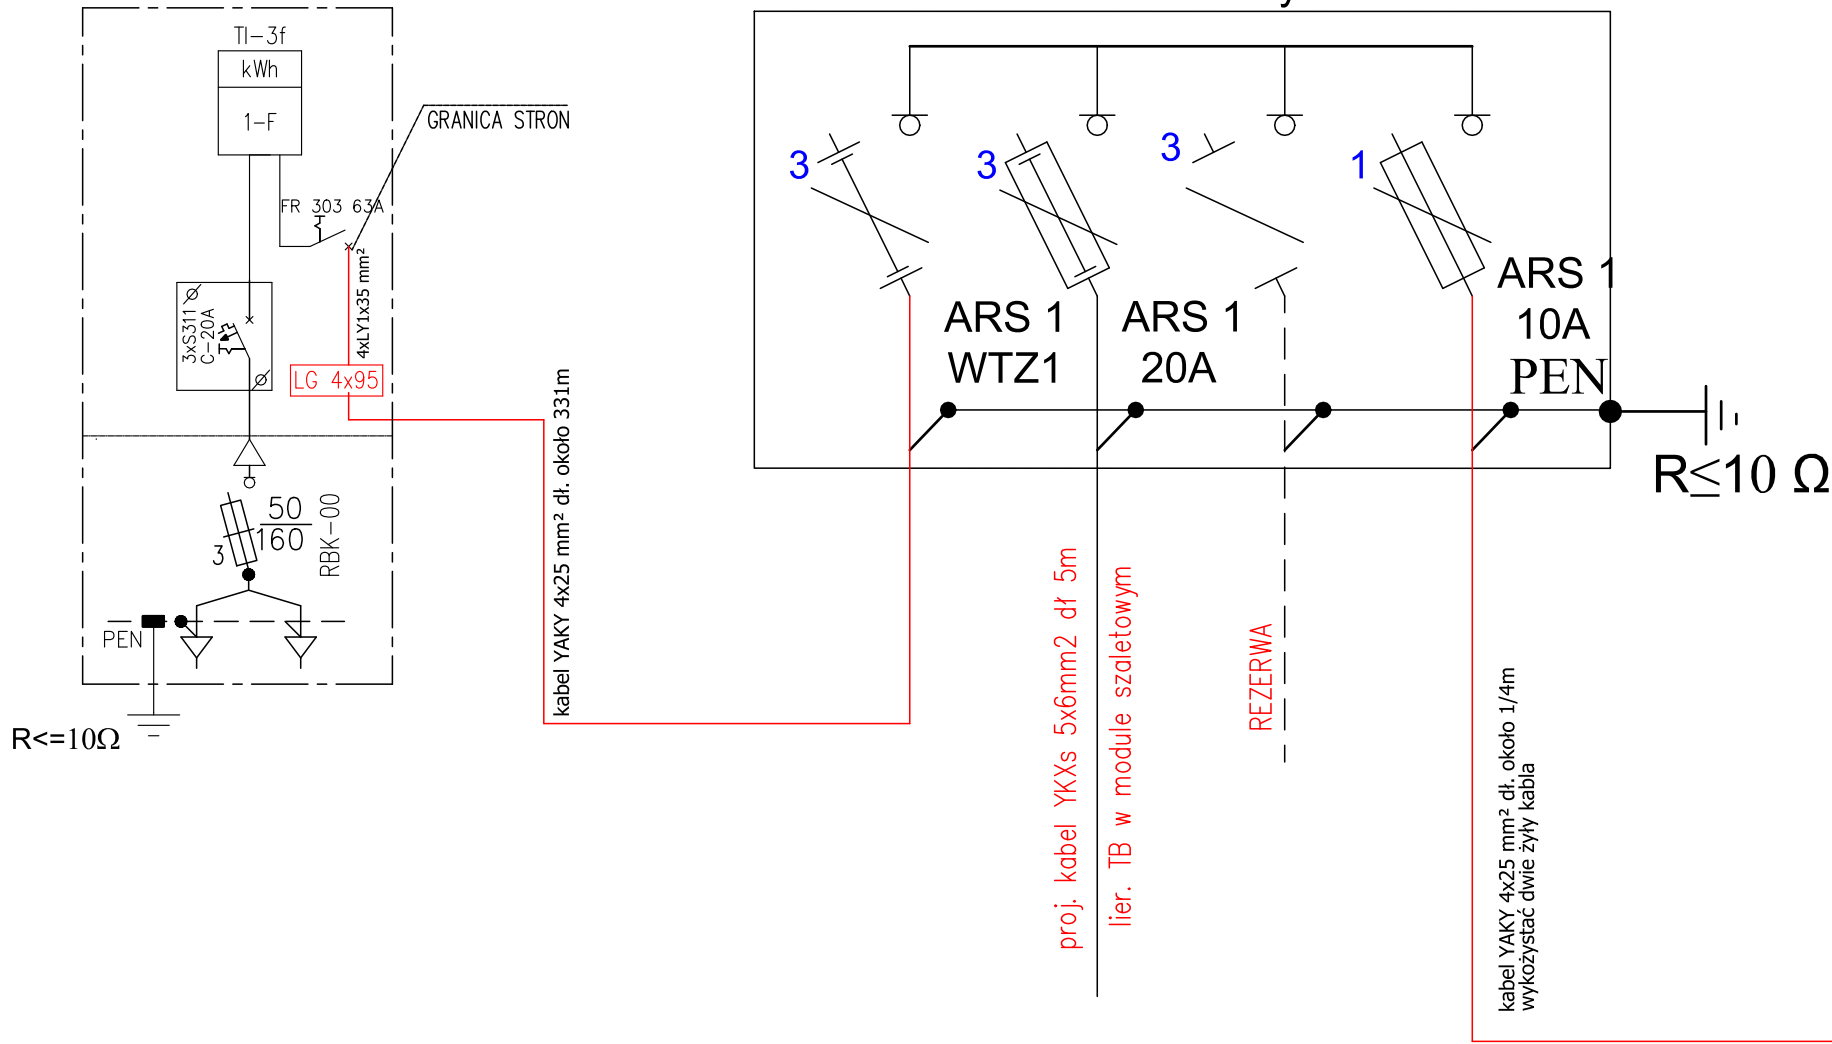 TI-3f
kWh
1-F
GRANICA STRON
FR 303 63A
4xLY1x35 mm²
3xS311
C-20A
LG 4x95
50
160
3
RBK-00
PEN
R<=10Ω
kabel YAKY 4x25 mm² dł. około 331m
3
3
3
1
ARS 1
WTZ1
ARS 1
20A
ARS 1
10A
PEN
R≤10 Ω
proj. kabel YKXs 5x6mm2 dł 5m
lier. TB w module szaletowym
REZERWA
kabel YAKY 4x25 mm² dł. około 1/4m
wykożystać dwie żyły kabla